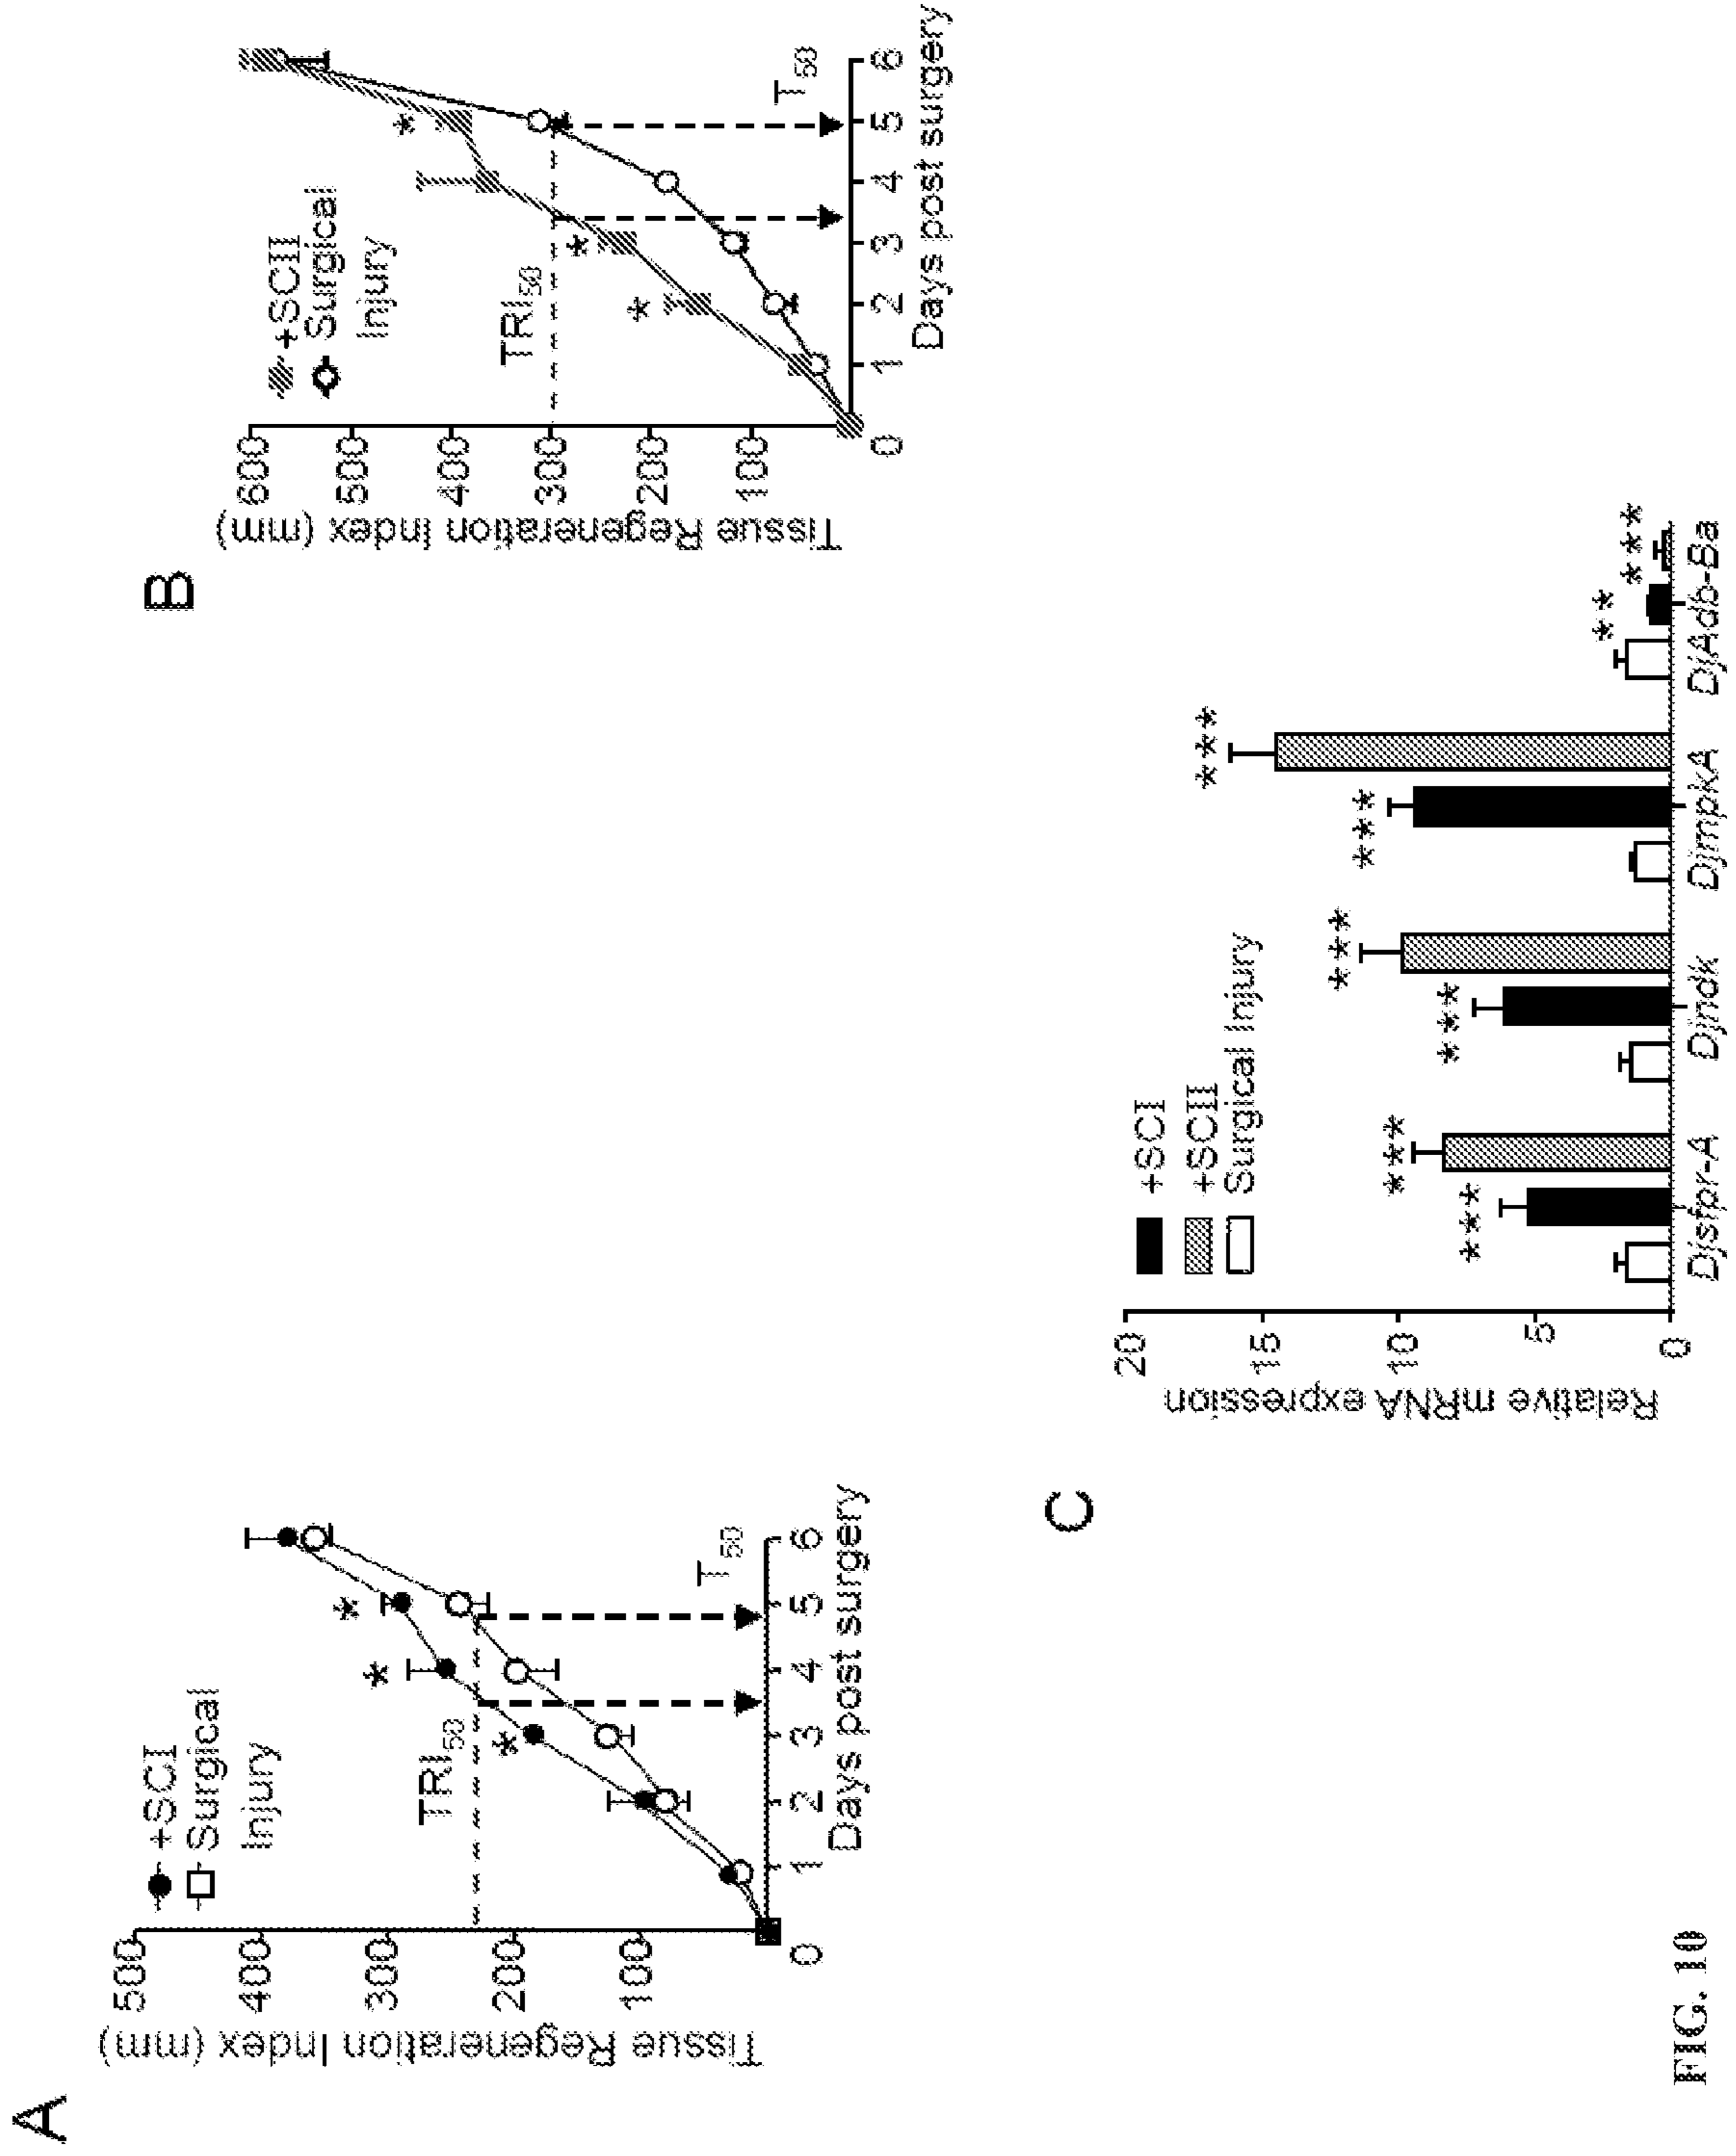 A
Tissue Regeneration Index (mm)
500
400
300
200
100
0
1
2
3
4
5
6
Days post surgery
+SCI
Surgical
Injury
TRI50
T50
*
*
*
B
Tissue Regeneration Index (mm)
600
500
400
300
200
100
0
1
2
3
4
5
6
Days post surgery
+SCII
Surgical
Injury
TRI50
T50
*
*
*
C
Relative mRNA expression
20
15
10
5
0
+SCI
+SCII
Surgical Injury
***
***
***
***
***
***
**
***
Djsfpr-A
Djndk
DjmpkA
DjAdb-Ba
FIG. 10